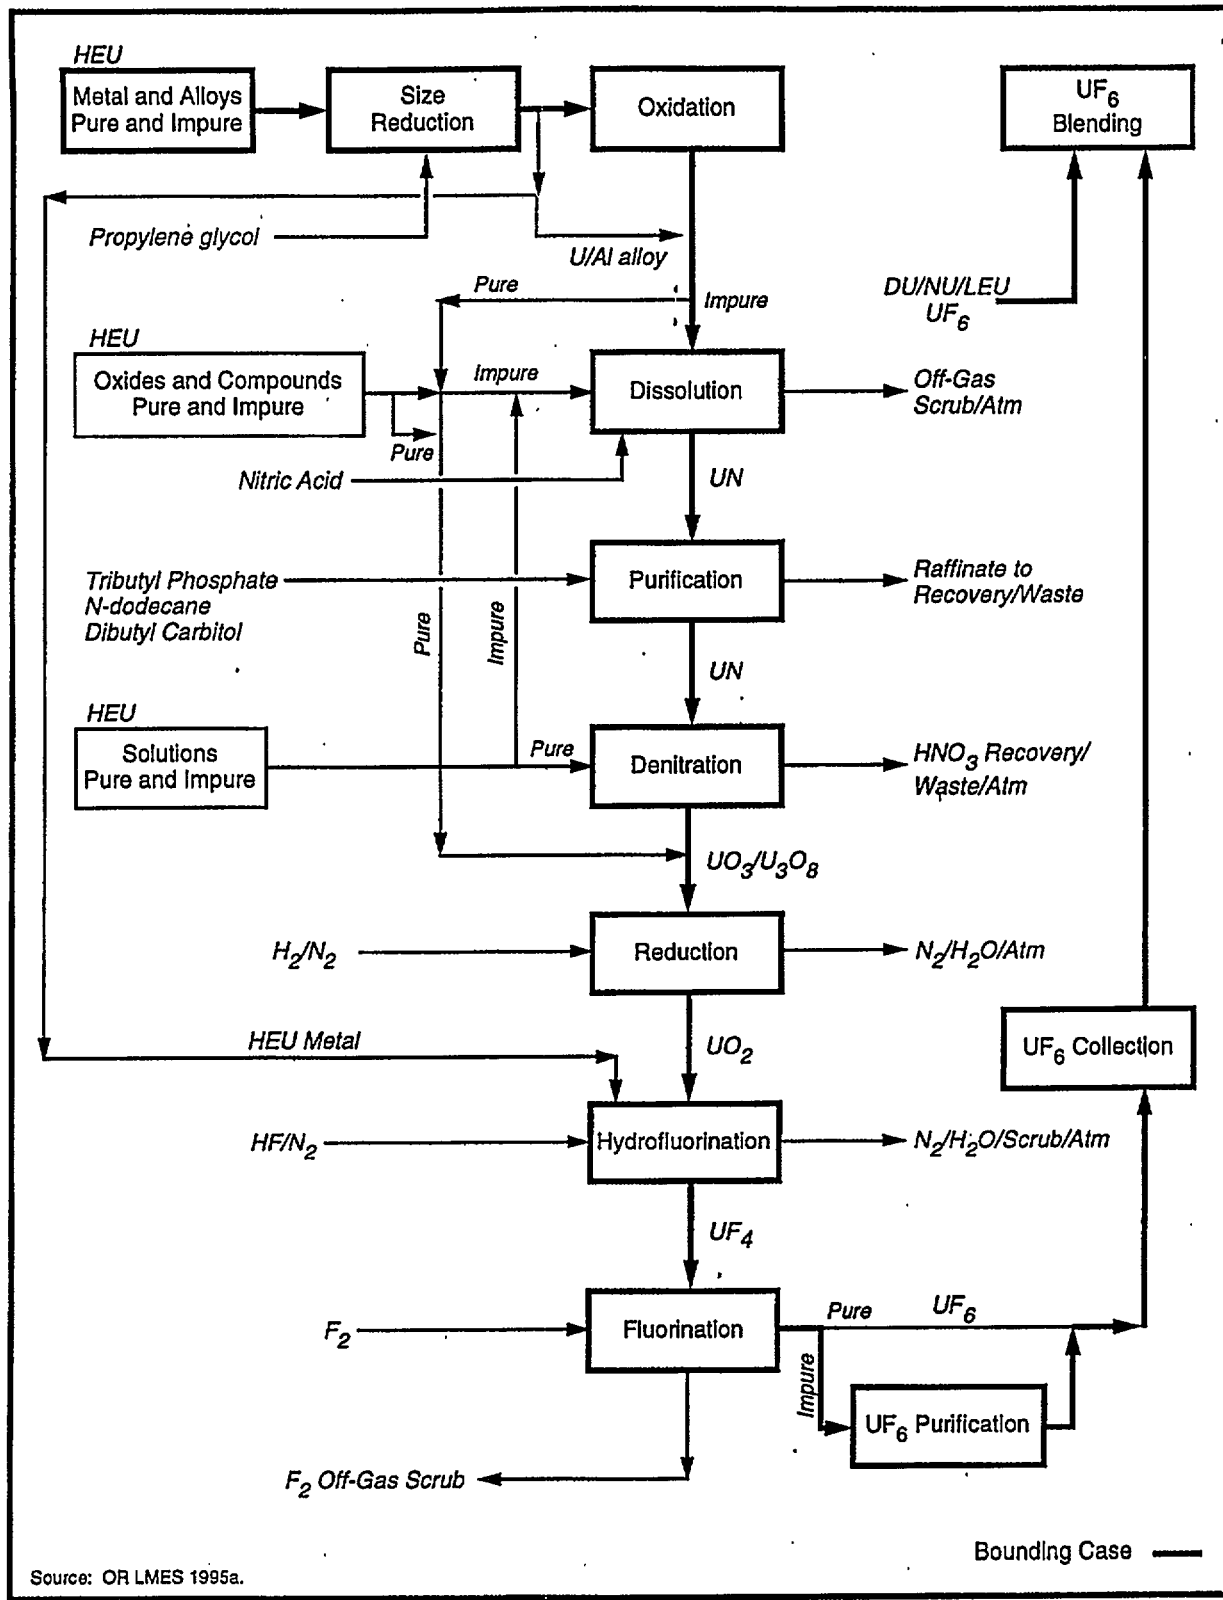 HEU
Metal and Alloys
Pure and Impure
Size
Reduction
Oxidation
UF6
Blending
Propylene glycol
U/Al alloy
Pure
Impure
DU/NU/LEU
UF6
HEU
Oxides and Compounds
Pure and Impure
Pure
Impure
Dissolution
Off-Gas
Scrub/Atm
Nitric Acid
UN
Tributyl Phosphate
N-dodecane
Dibutyl Carbitol
Pure
Impure
Purification
Raffinate to
Recovery/Waste
UN
HEU
Solutions
Pure and Impure
Pure
Denitration
HNO3 Recovery/
Waste/Atm
UO3/U3O8
H2/N2
Reduction
N2/H2O/Atm
HEU Metal
UO2
UF6 Collection
HF/N2
Hydrofluorination
N2/H2O/Scrub/Atm
UF4
F2
Fluorination
Pure
UF6
Impure
UF6 Purification
F2 Off-Gas Scrub
Bounding Case
Source: OR LMES 1995a.